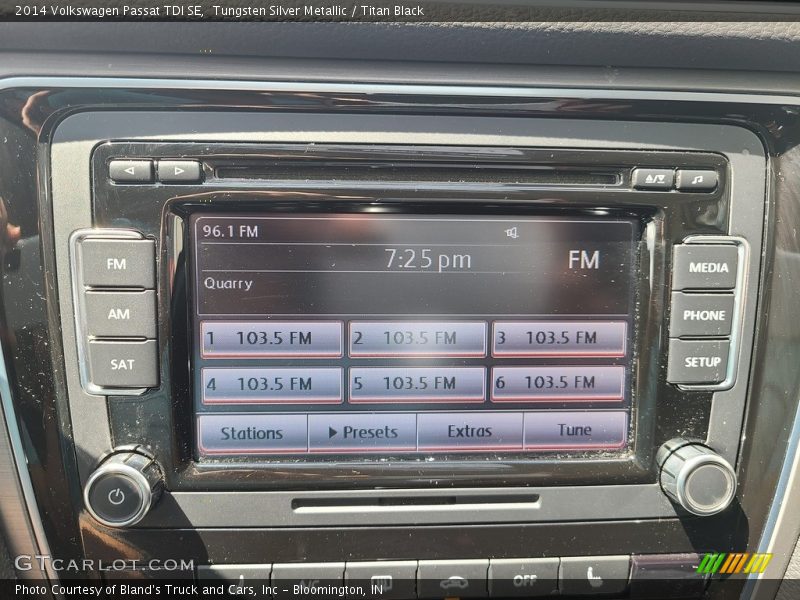 2014 Volkswagen Passat TDI SE,  Tungsten Silver Metallic / Titan Black
96.1 FM
7:25 pm
FM
Quarry
FM
AM
SAT
MEDIA
PHONE
SETUP
1 103.5 FM
2 103.5 FM
3 103.5 FM
4 103.5 FM
5 103.5 FM
6 103.5 FM
Stations
Presets
Extras
Tune
OFF
GTCARLOT.COM
Photo Courtesy of Bland's Truck and Cars, Inc – Bloomington, IN